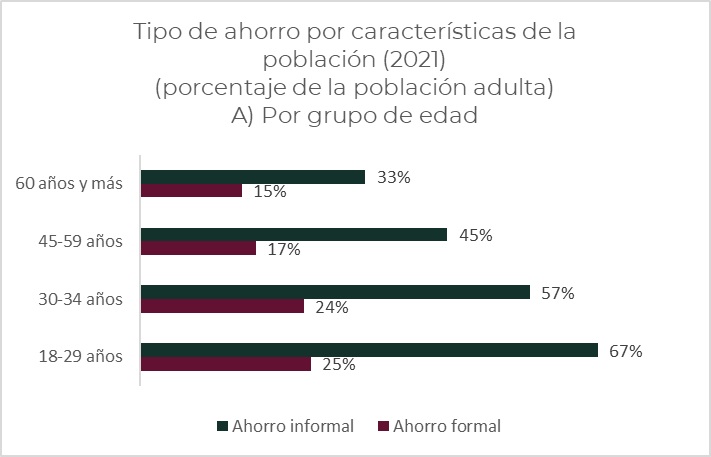 Tipo de ahorro por características de la
población (2021)
(porcentaje de la población adulta)
A) Por grupo de edad
60 años y más
33%
15%
45-59 años
45%
17%
30-34 años
57%
24%
18-29 años
67%
25%
Ahorro informal
Ahorro formal